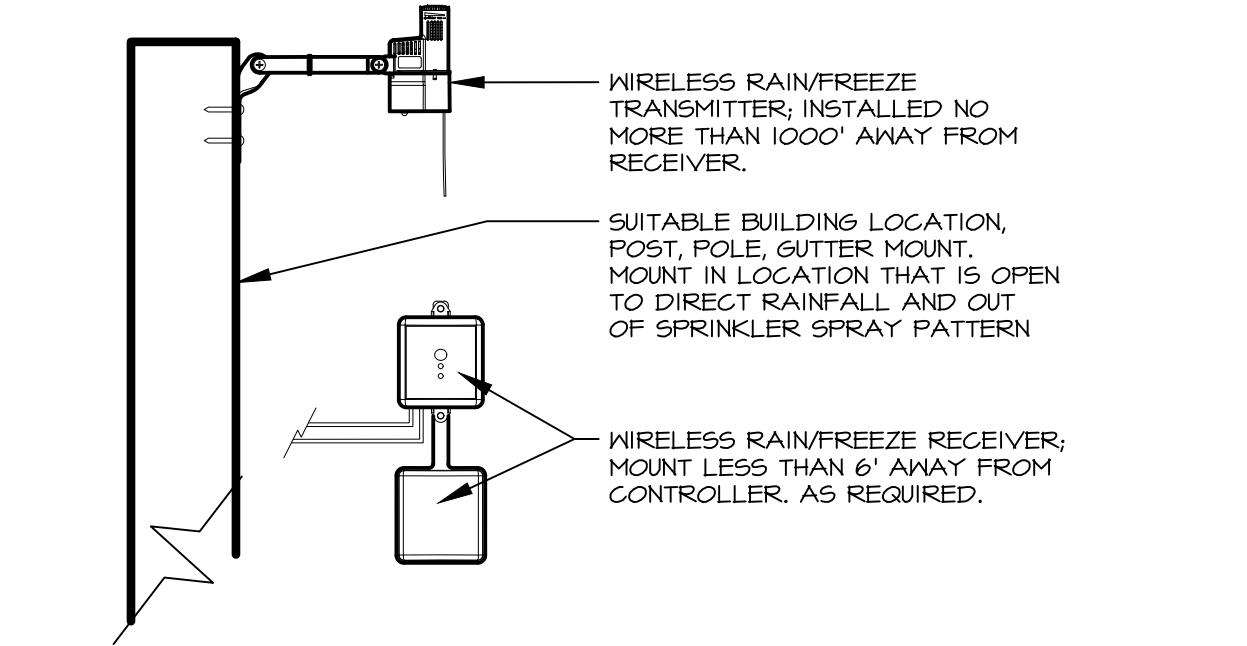 WIRELESS RAIN/FREEZE
TRANSMITTER; INSTALLED NO
MORE THAN 1000' AWAY FROM
RECEIVER.
SUITABLE BUILDING LOCATION,
POST, POLE, GUTTER MOUNT.
MOUNT IN LOCATION THAT IS OPEN
TO DIRECT RAINFALL AND OUT
OF SPRINKLER SPRAY PATTERN
WIRELESS RAIN/FREEZE RECEIVER;
MOUNT LESS THAN 6' AWAY FROM
CONTROLLER. AS REQUIRED.